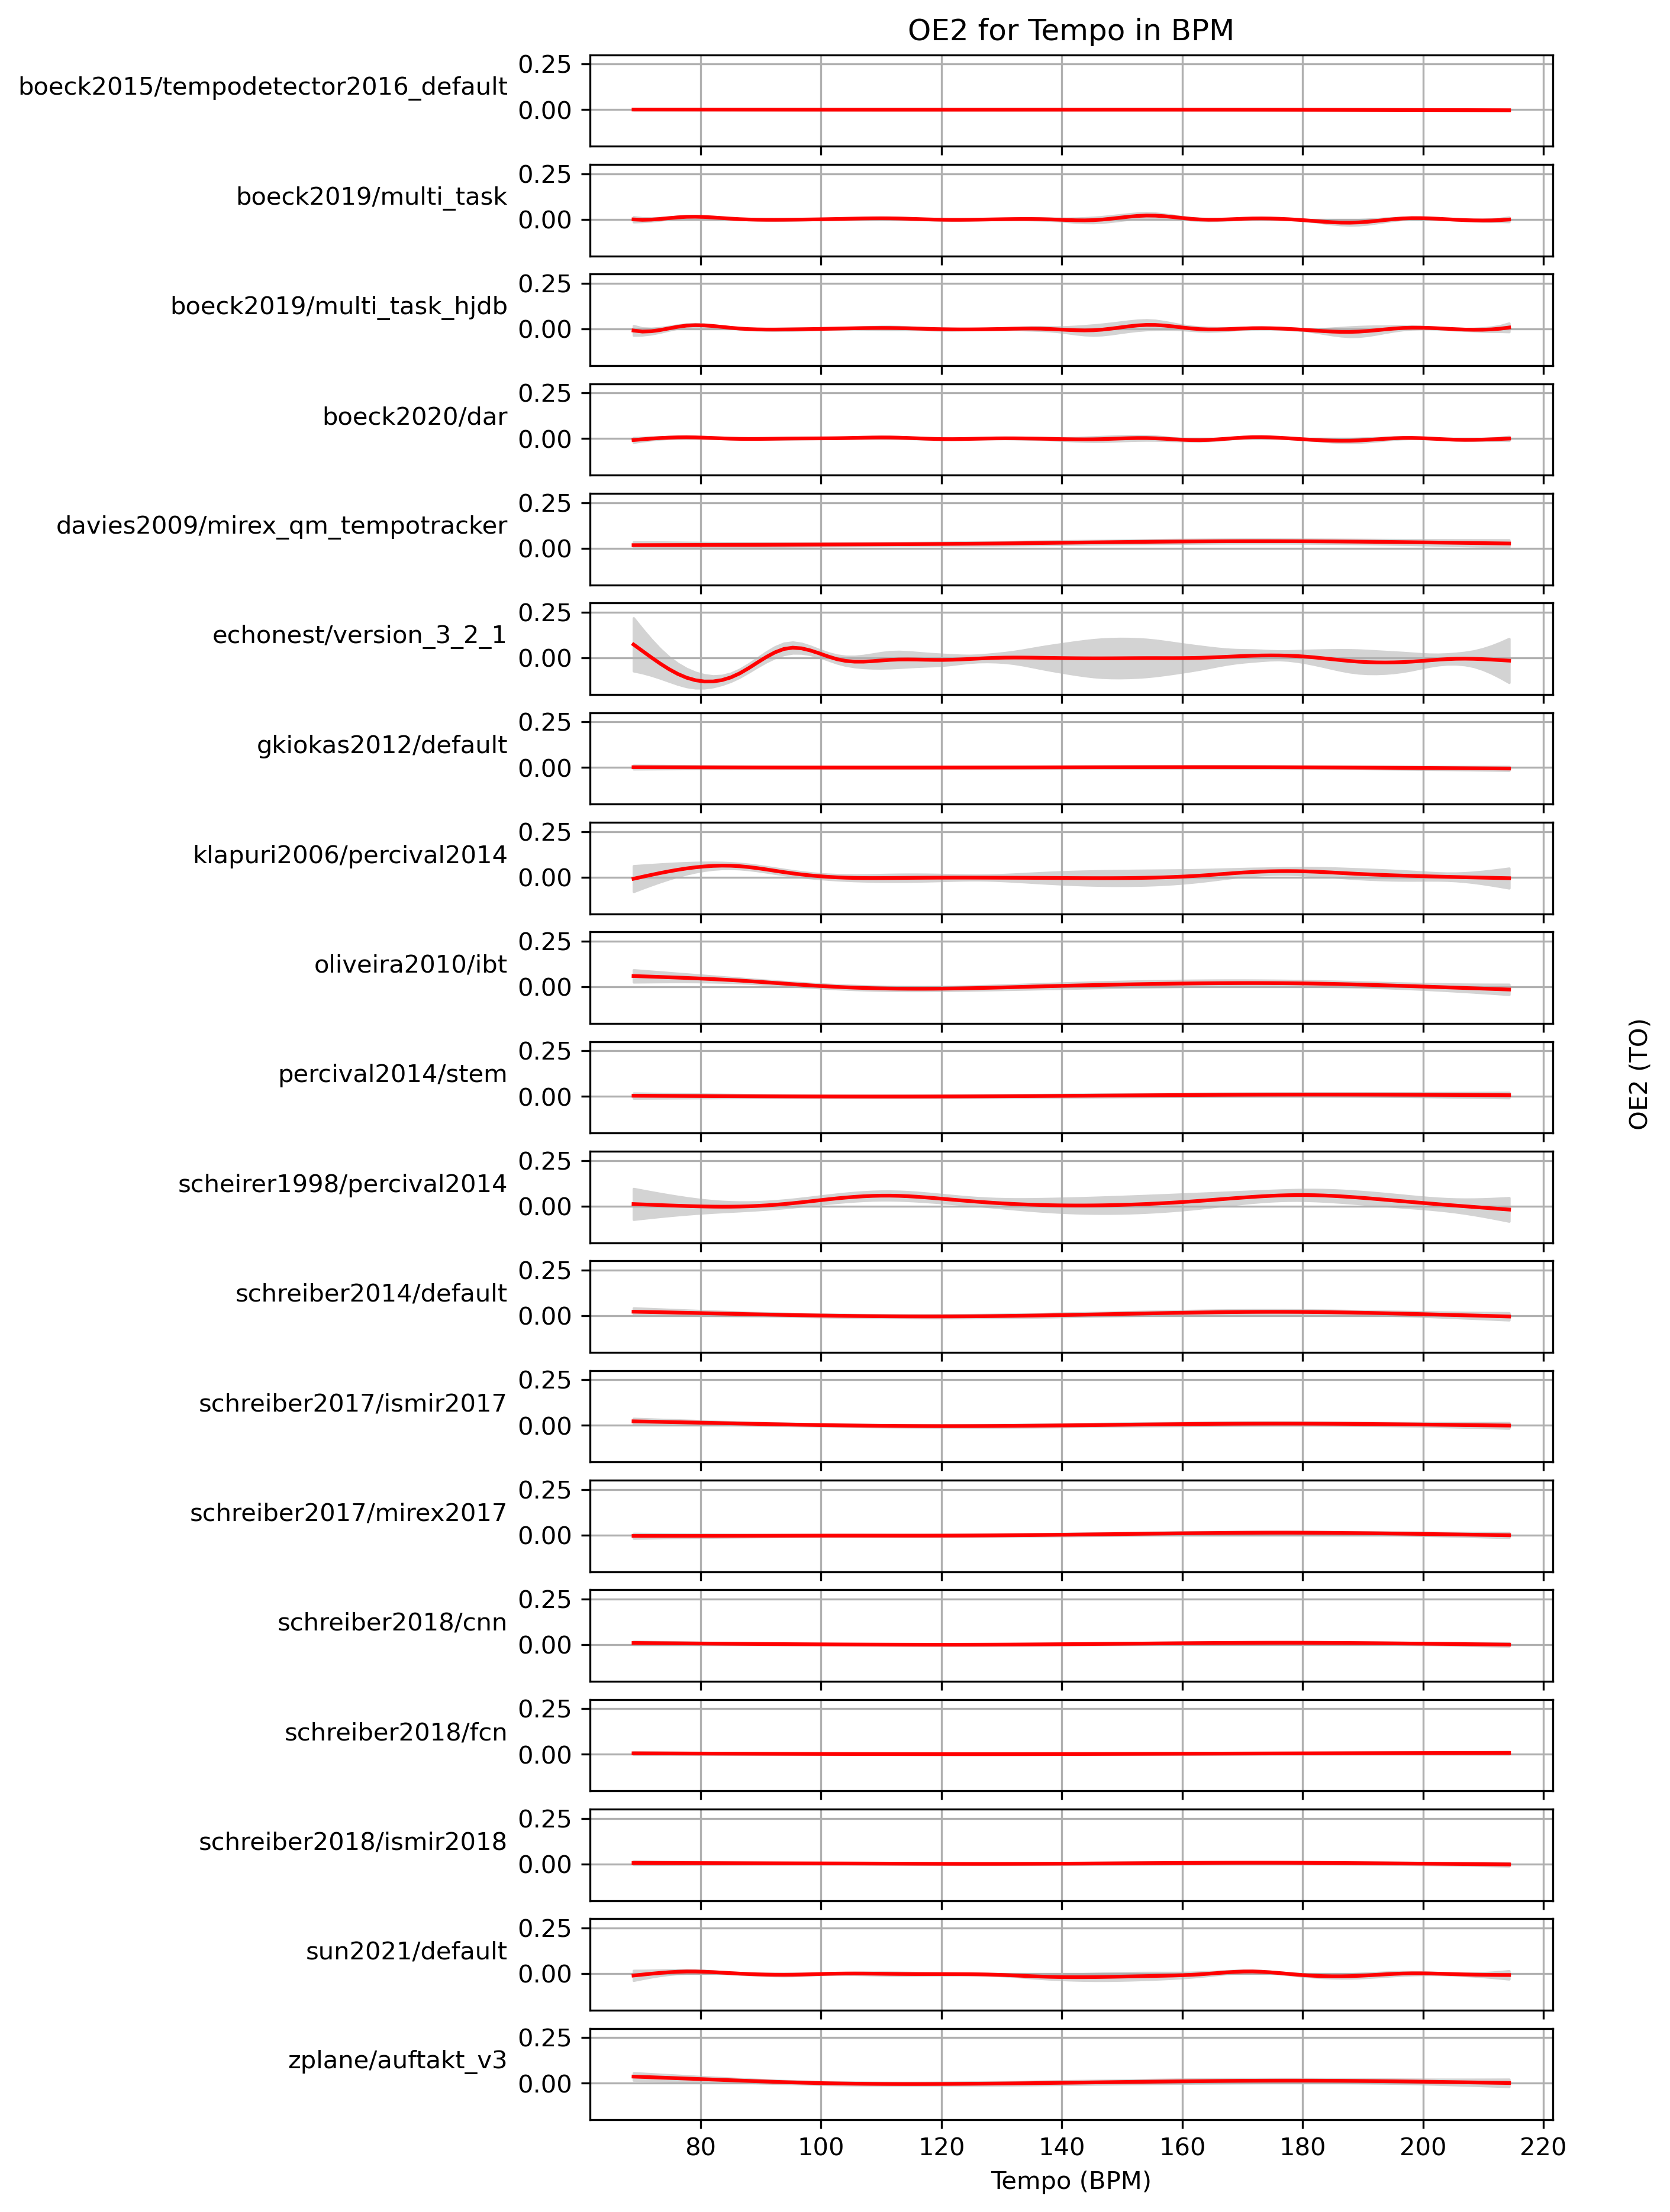 OE2 for Tempo in BPM
boeck2015/tempodetector2016_default
0.25
0.00
boeck2019/multi_task
0.25
0.00
boeck2019/multi_task_hjdb
0.25
0.00
boeck2020/dar
0.25
0.00
davies2009/mirex_qm_tempotracker
0.25
0.00
echonest/version_3_2_1
0.25
0.00
gkiokas2012/default
0.25
0.00
klapuri2006/percival2014
0.25
0.00
oliveira2010/ibt
0.25
0.00
percival2014/stem
0.25
0.00
OE2 (TO)
scheirer1998/percival2014
0.25
0.00
schreiber2014/default
0.25
0.00
schreiber2017/ismir2017
0.25
0.00
schreiber2017/mirex2017
0.25
0.00
schreiber2018/cnn
0.25
0.00
schreiber2018/fcn
0.25
0.00
schreiber2018/ismir2018
0.25
0.00
sun2021/default
0.25
0.00
zplane/auftakt_v3
0.25
0.00
80 100 120 140 160 180 200 220
Tempo (BPM)